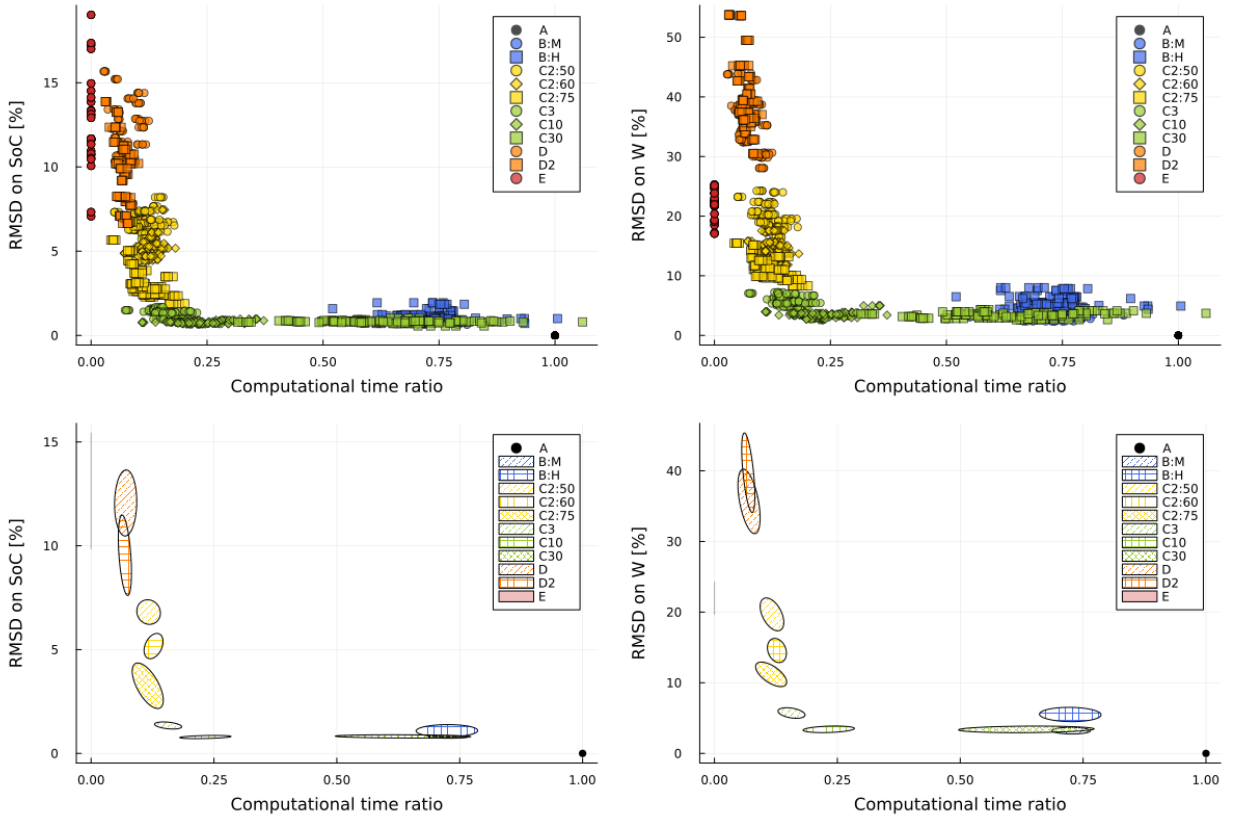 RMSD on SoC [%]
15
10
5
0
0.00
0.25
0.50
0.75
1.00
Computational time ratio
A
B:M
B:H
C2:50
C2:60
C2:75
C3
C10
C30
D
D2
E
RMSD on W [%]
50
40
30
20
10
0
0.00
0.25
0.50
0.75
1.00
Computational time ratio
A
B:M
B:H
C2:50
C2:60
C2:75
C3
C10
C30
D
D2
E
RMSD on SoC [%]
15
10
5
0
0.00
0.25
0.50
0.75
1.00
Computational time ratio
A
B:M
B:H
C2:50
C2:60
C2:75
C3
C10
C30
D
D2
E
RMSD on W [%]
40
30
20
10
0
0.00
0.25
0.50
0.75
1.00
Computational time ratio
A
B:M
B:H
C2:50
C2:60
C2:75
C3
C10
C30
D
D2
E